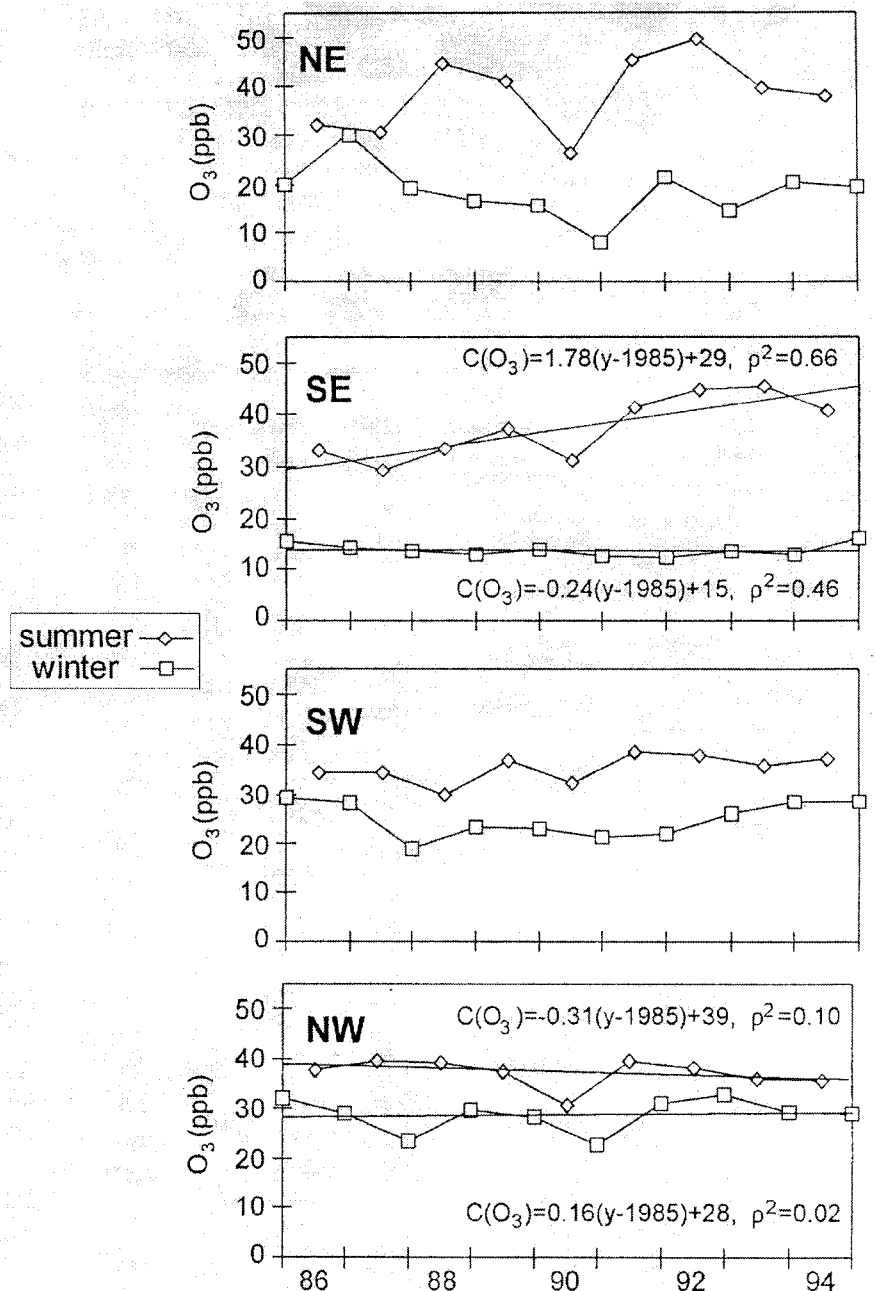 50
40
30
20
10
0
O₃ (ppb)
NE
50
40
30
20
10
0
O₃ (ppb)
SE
C(O₃)=1.78(y-1985)+29, ρ²=0.66
C(O₃)=-0.24(y-1985)+15, ρ²=0.46
summer
winter
50
40
30
20
10
0
O₃ (ppb)
SW
50
40
30
20
10
0
O₃ (ppb)
NW
C(O₃)=-0.31(y-1985)+39, ρ²=0.10
C(O₃)=0.16(y-1985)+28, ρ²=0.02
86 88 90 92 94